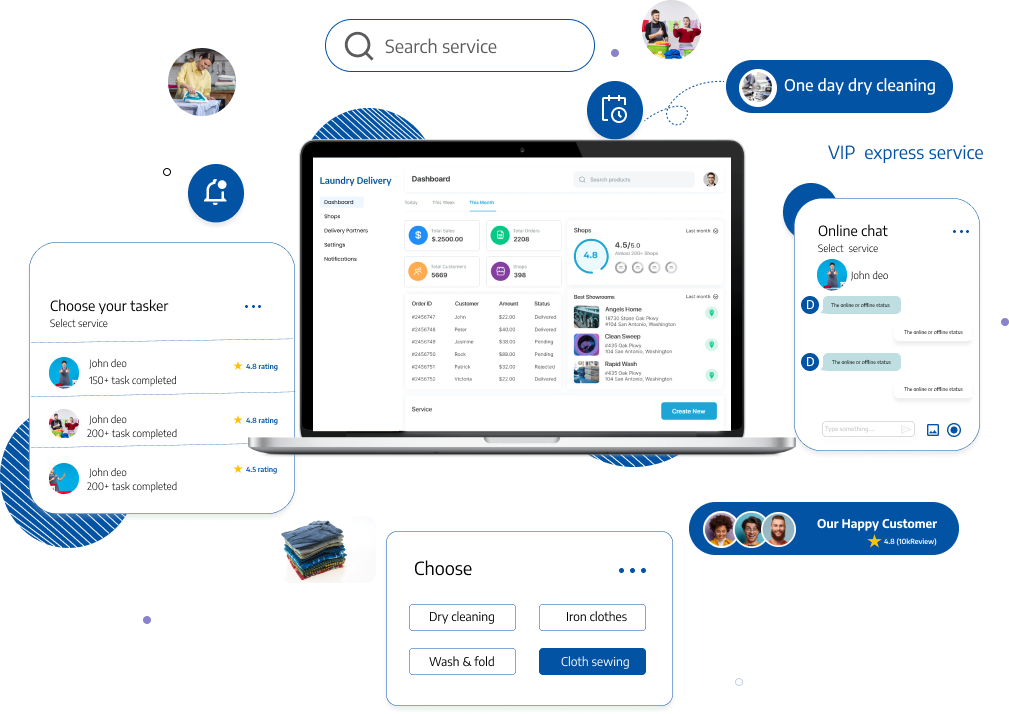 Search service
One day dry cleaning
VIP express service
Laundry Delivery
Dashboard
Shops
Delivery Partners
Settings
Notifications
Dashboard
Search products
Today
This Week
This Month
Total Sales
$.2500.00
Total Orders
2208
Total Customers
5669
Shops
398
Shops
Last month
4.8
4.5/5.0
200+ Shops
Order ID Customer Amount Status
#2456747 John $22.00 Delivered
#2456748 Peter $40.00 Delivered
#2456749 Jasmine $38.00 Pending
#2456750 Rock $88.00 Pending
#2456751 Patrick $32.00 Rejected
#2456752 Victoria $22.00 Delivered
Best Showrooms
Last month
Angels Home
18730 Stone Oak Pkwy
#104 San Antonio, Washington
Clean Sweep
#435 Oak Pkwy
104 San Antonio, Washington
Rapid Wash
#435 Oak Pkwy
104 San Antonio, Washington
Service
Create New
Choose your tasker
Select service
John deo
150+ task completed
4.8 rating
John deo
200+ task completed
4.8 rating
John deo
200+ task completed
4.5 rating
Online chat
Select service
John deo
D
The online or offline status
The online or offline status
D
The online or offline status
The online or offline status
Type something...
Our Happy Customer
4.8 (10kReview)
Choose
Dry cleaning
Iron clothes
Wash & fold
Cloth sewing